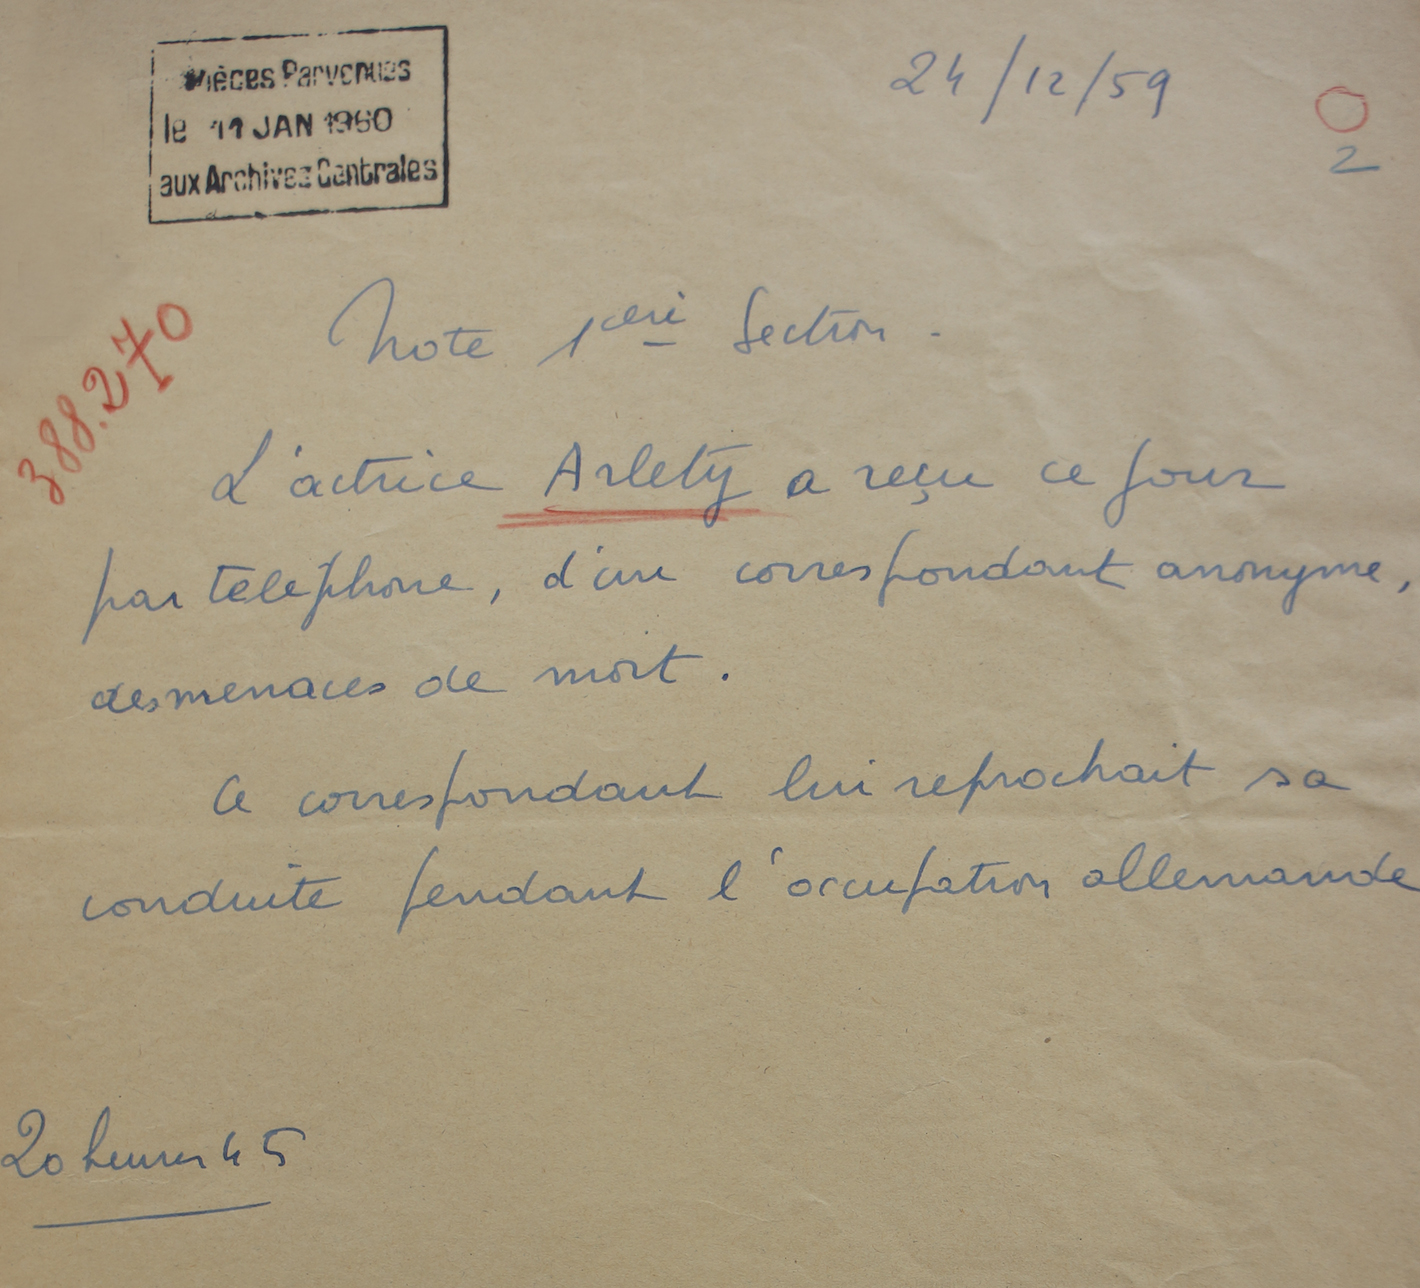 Pièces Parvenues
le 11 JAN 1960
aux Archives Centrales
24/12/59
O
2
388.270
Note 1ère Section.
L'actrice Arlety a reçu ce jour
par téléphone, d'un correspondant anonyme,
des menaces de mort.
Ce correspondant lui reprochait sa
conduite pendant l'occupation allemande
20 heures 45